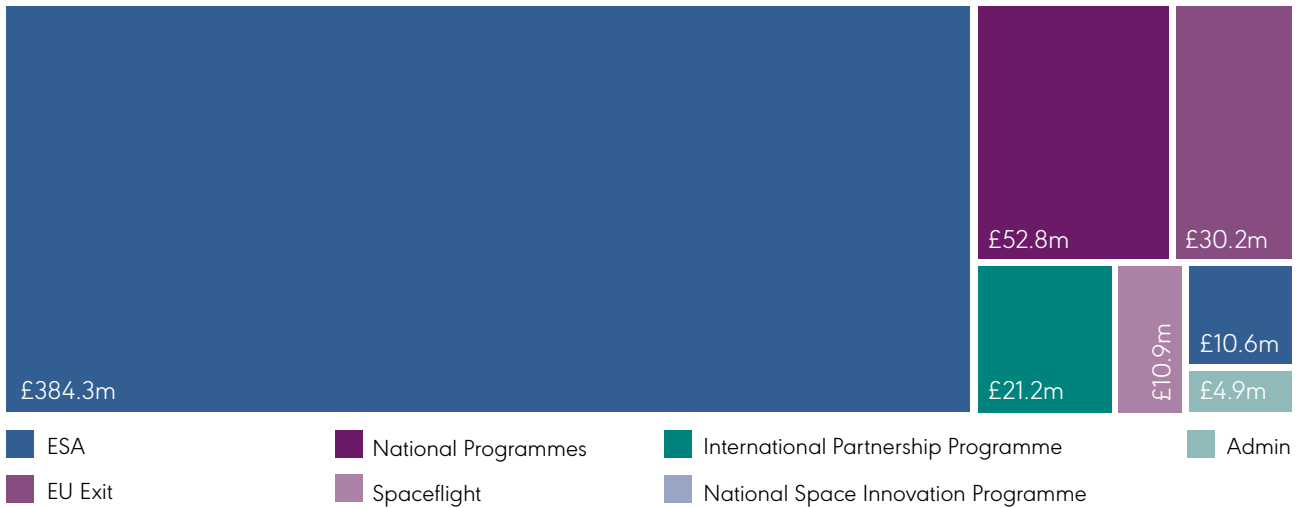 £52.8m
£30.2m
£10.9m
£10.6m
£384.3m
£21.2m
£4.9m
ESA
National Programmes
International Partnership Programme
Admin
EU Exit
Spaceflight
National Space Innovation Programme